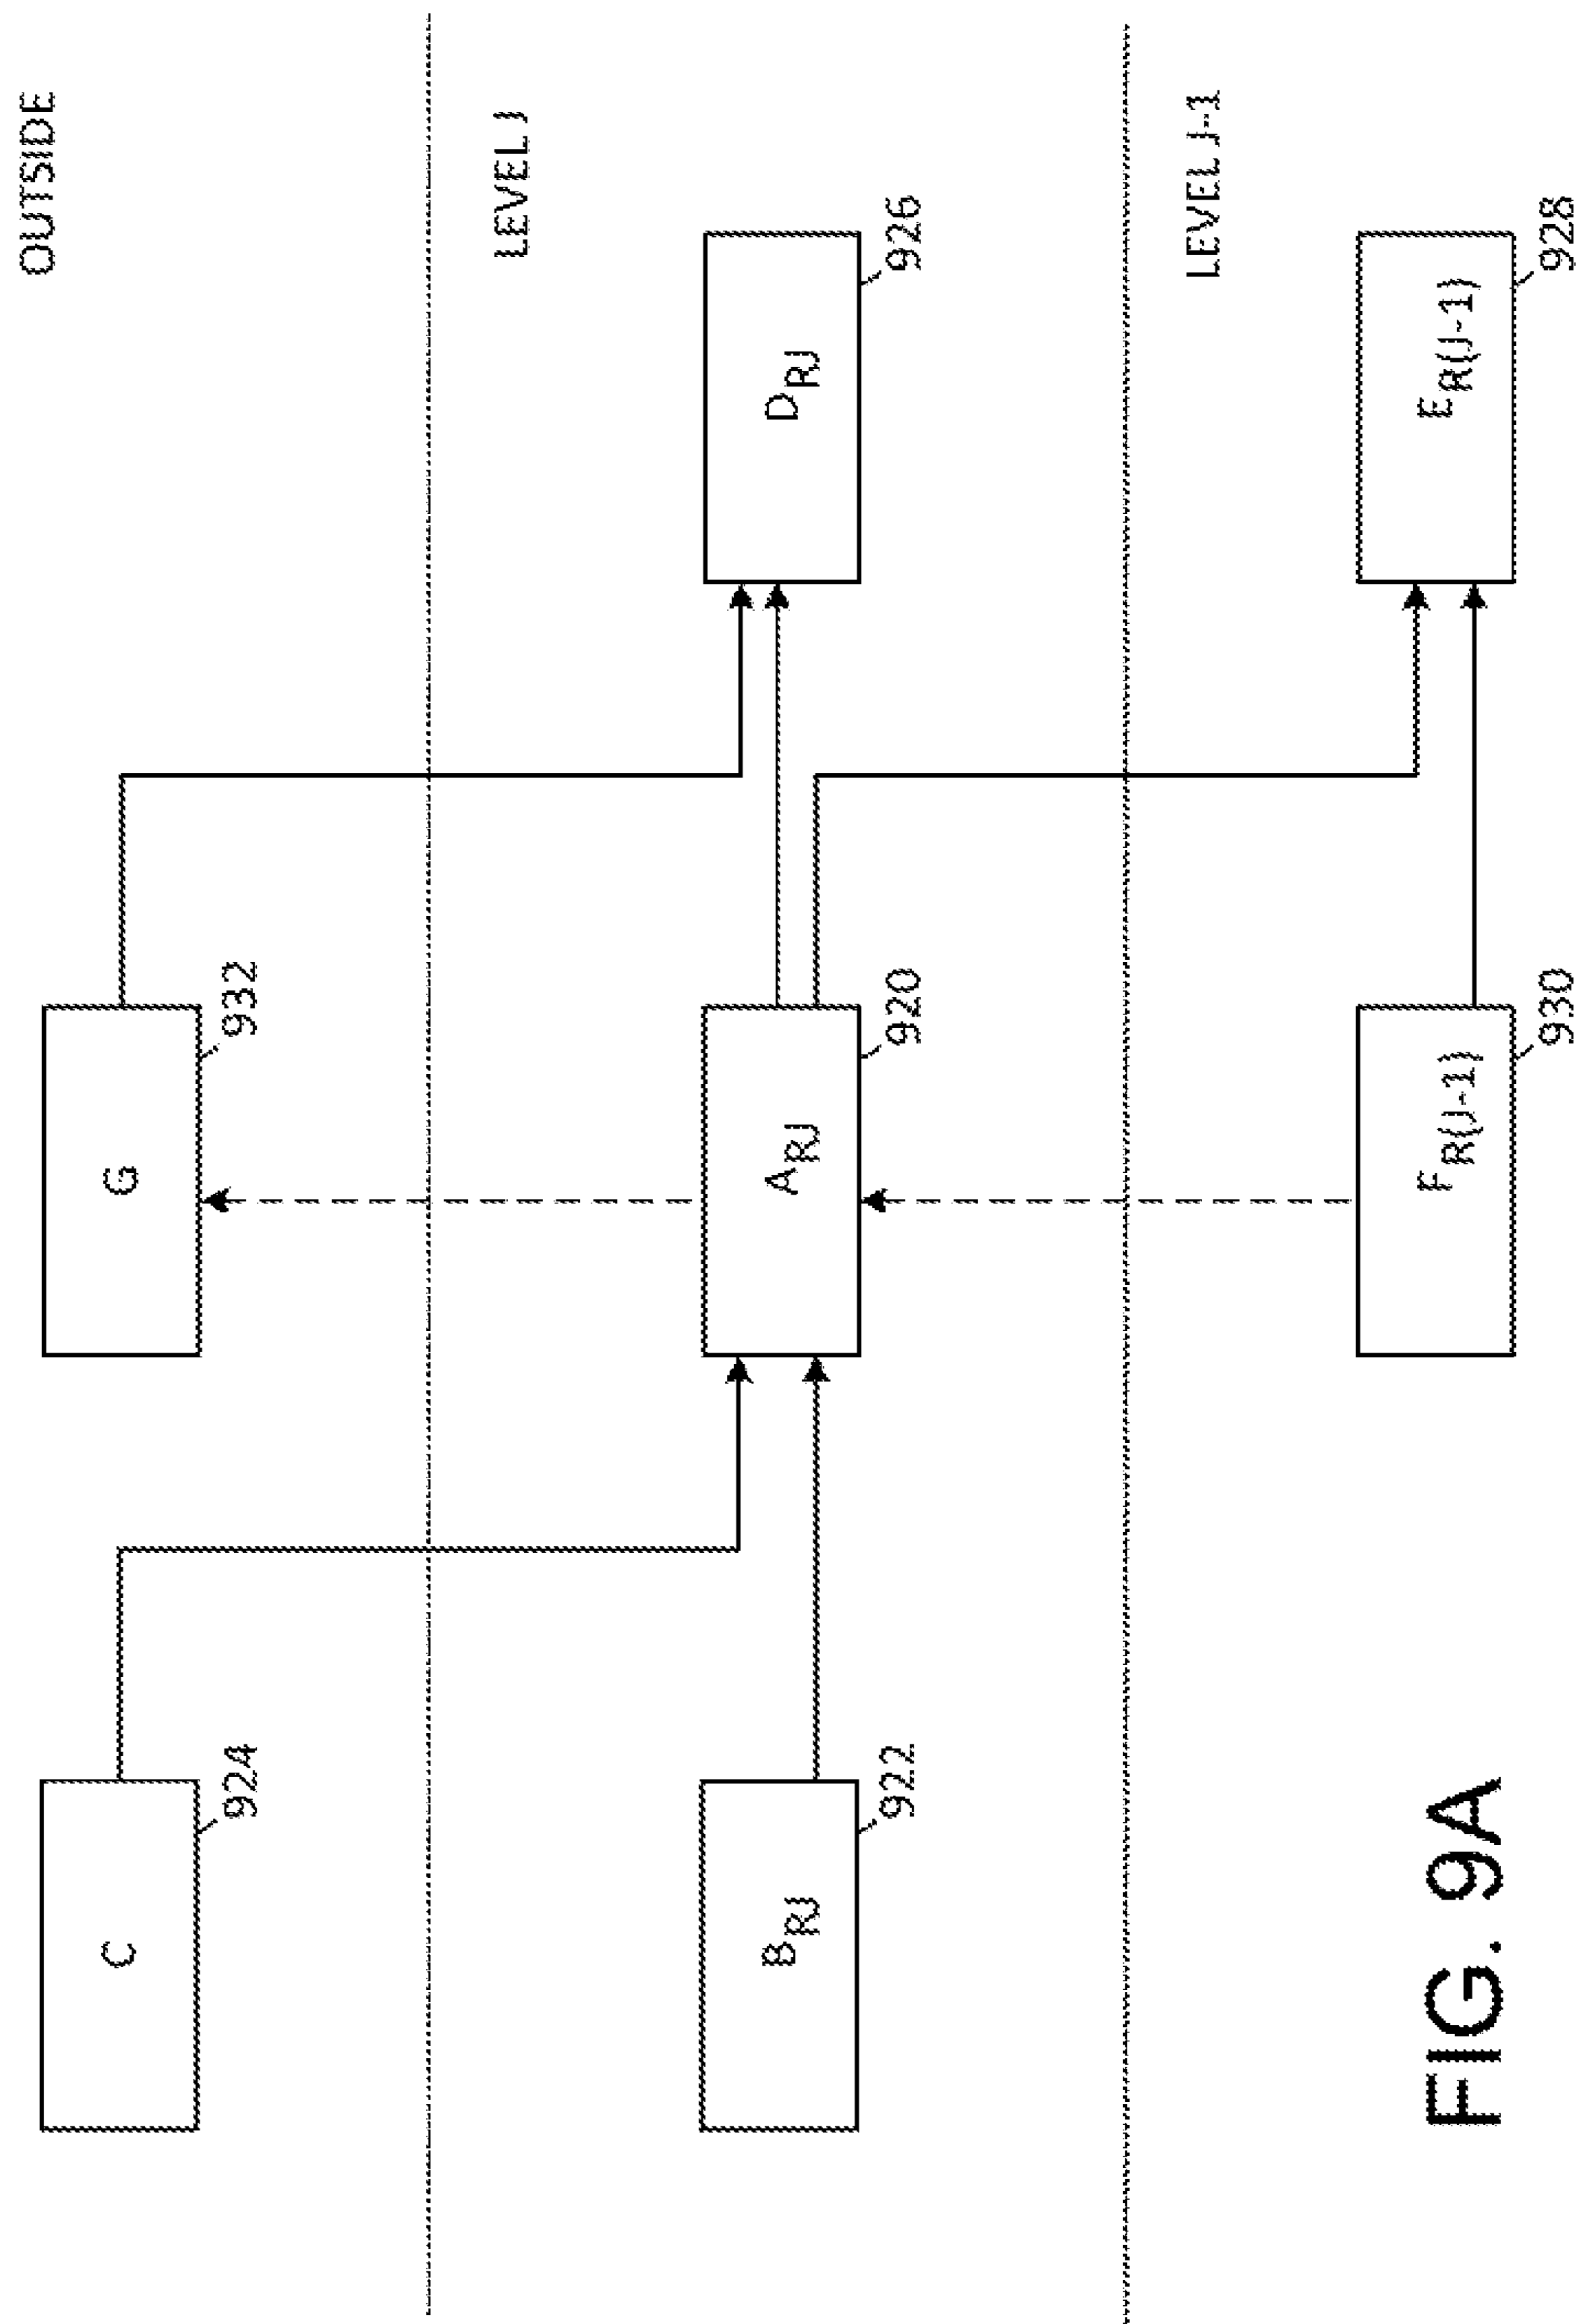 OUTSIDE
C
924
G
932
LEVEL J
B_RJ
922
A_RJ
920
D_RJ
926
LEVEL J-1
F_R(J-1)
930
E_R(J-1)
928
FIG. 9A